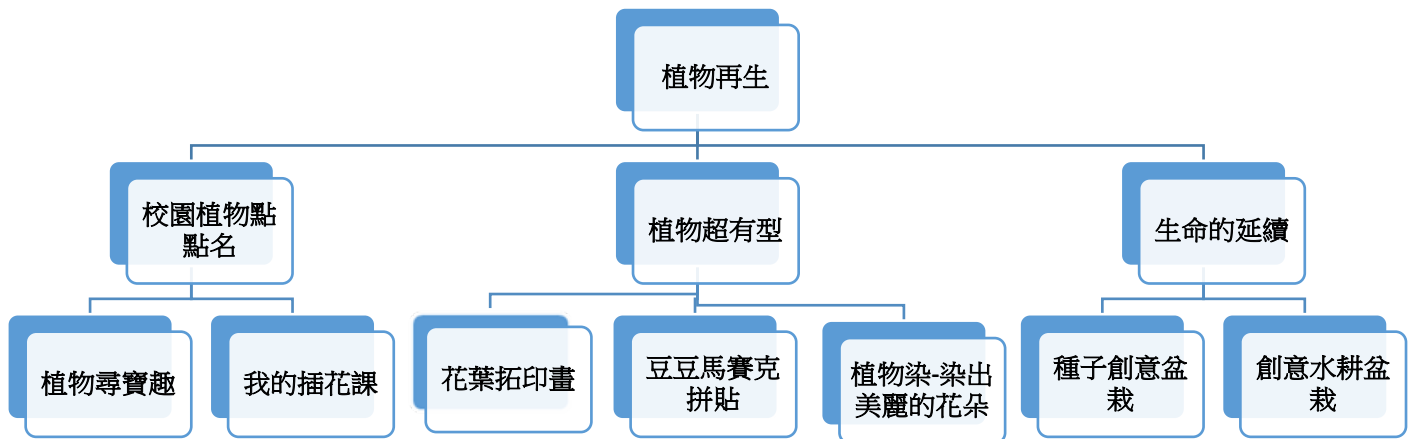 植物再生
校園植物點
點名
植物超有型
生命的延續
植物尋寶趣
我的插花課
花葉拓印畫
豆豆馬賽克
拼貼
植物染-染出
美麗的花朵
種子創意盆
栽
創意水耕盆
栽